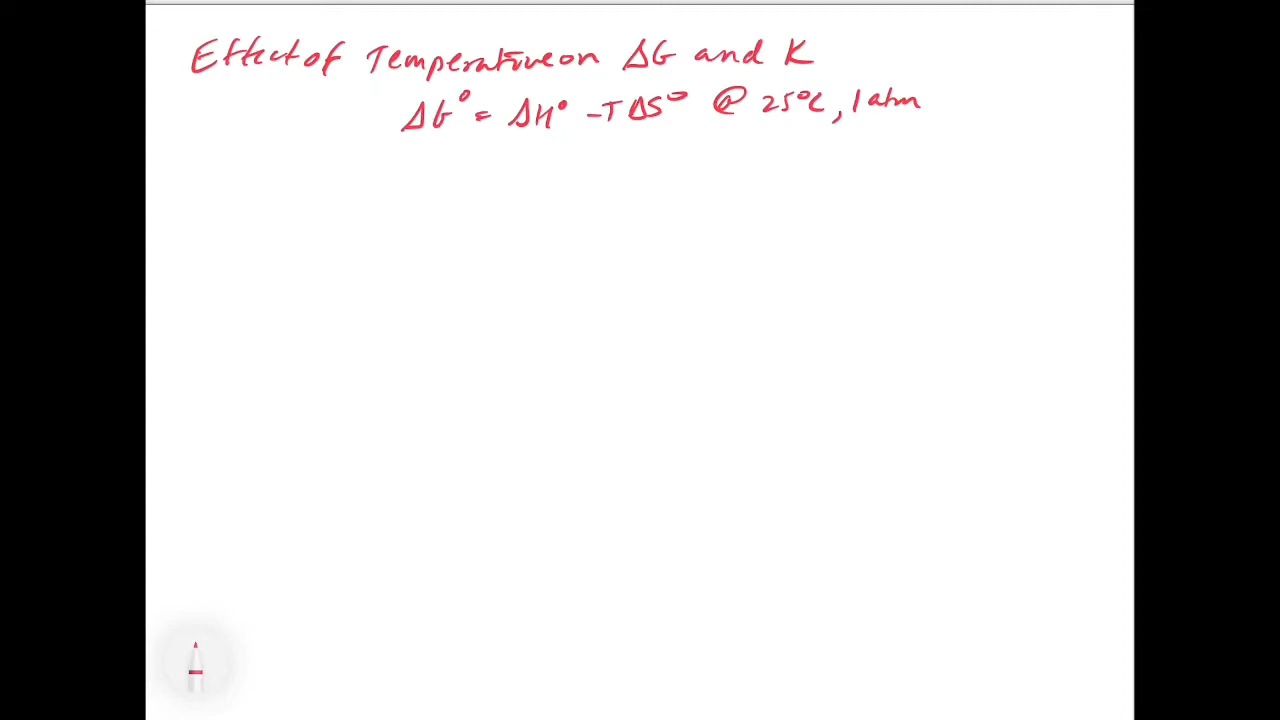 Effect of Temperature on ΔG and K
ΔG° = ΔH° -TΔS° @ 25°C, 1 atm